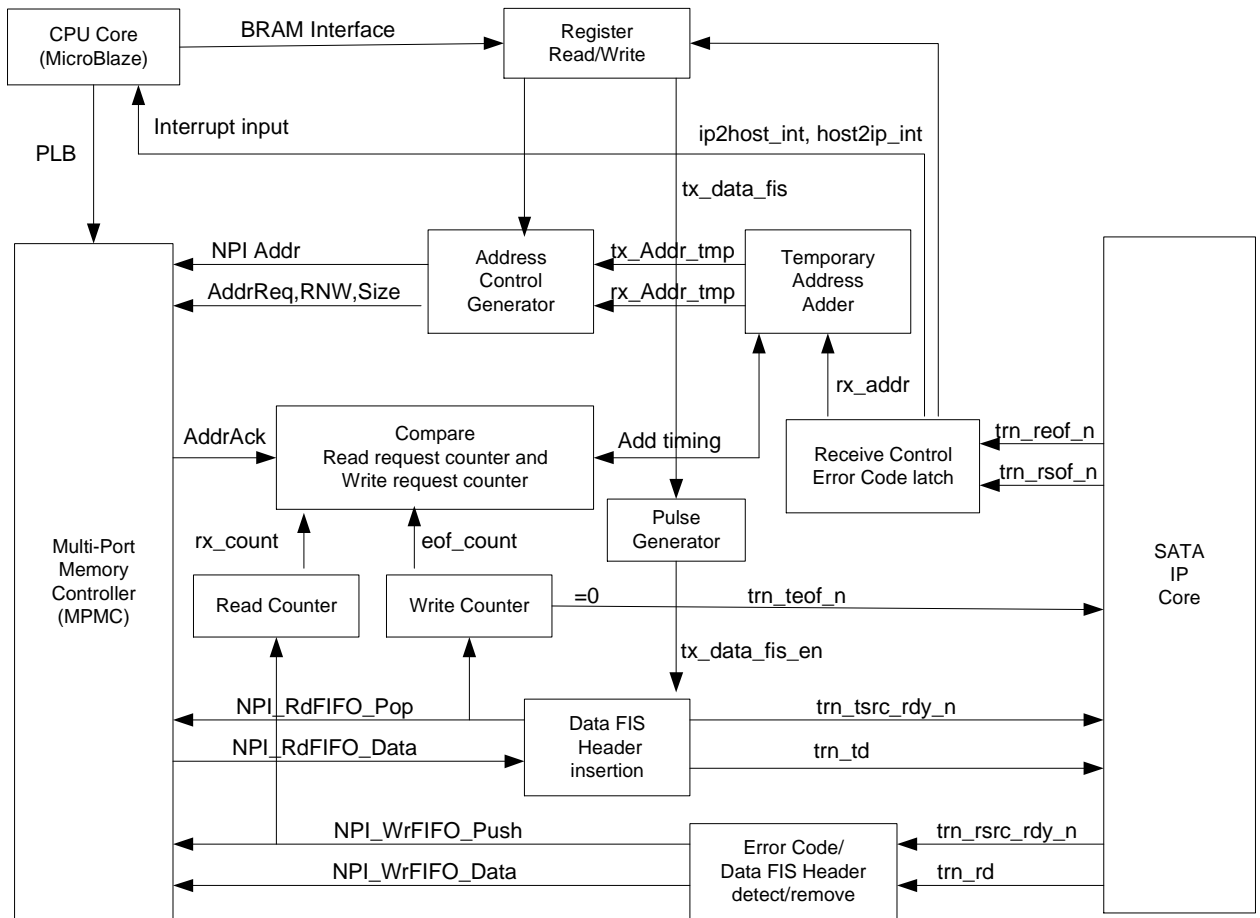 CPU Core
(MicroBlaze)
BRAM Interface
Register
Read/Write
Interrupt input
ip2host_int, host2ip_int
PLB
tx_data_fis
NPI Addr
AddrReq,RNW,Size
Address
Control
Generator
tx_Addr_tmp
rx_Addr_tmp
Temporary
Address
Adder
rx_addr
AddrAck
Compare
Read request counter and
Write request counter
Add timing
Receive Control
Error Code latch
trn_reof_n
trn_rsof_n
Pulse
Generator
rx_count
eof_count
Multi-Port
Memory
Controller
(MPMC)
SATA
IP
Core
Read Counter
Write Counter
=0
trn_teof_n
tx_data_fis_en
NPI_RdFIFO_Pop
NPI_RdFIFO_Data
Data FIS
Header
insertion
trn_tsrc_rdy_n
trn_td
NPI_WrFIFO_Push
NPI_WrFIFO_Data
Error Code/
Data FIS Header
detect/remove
trn_rsrc_rdy_n
trn_rd